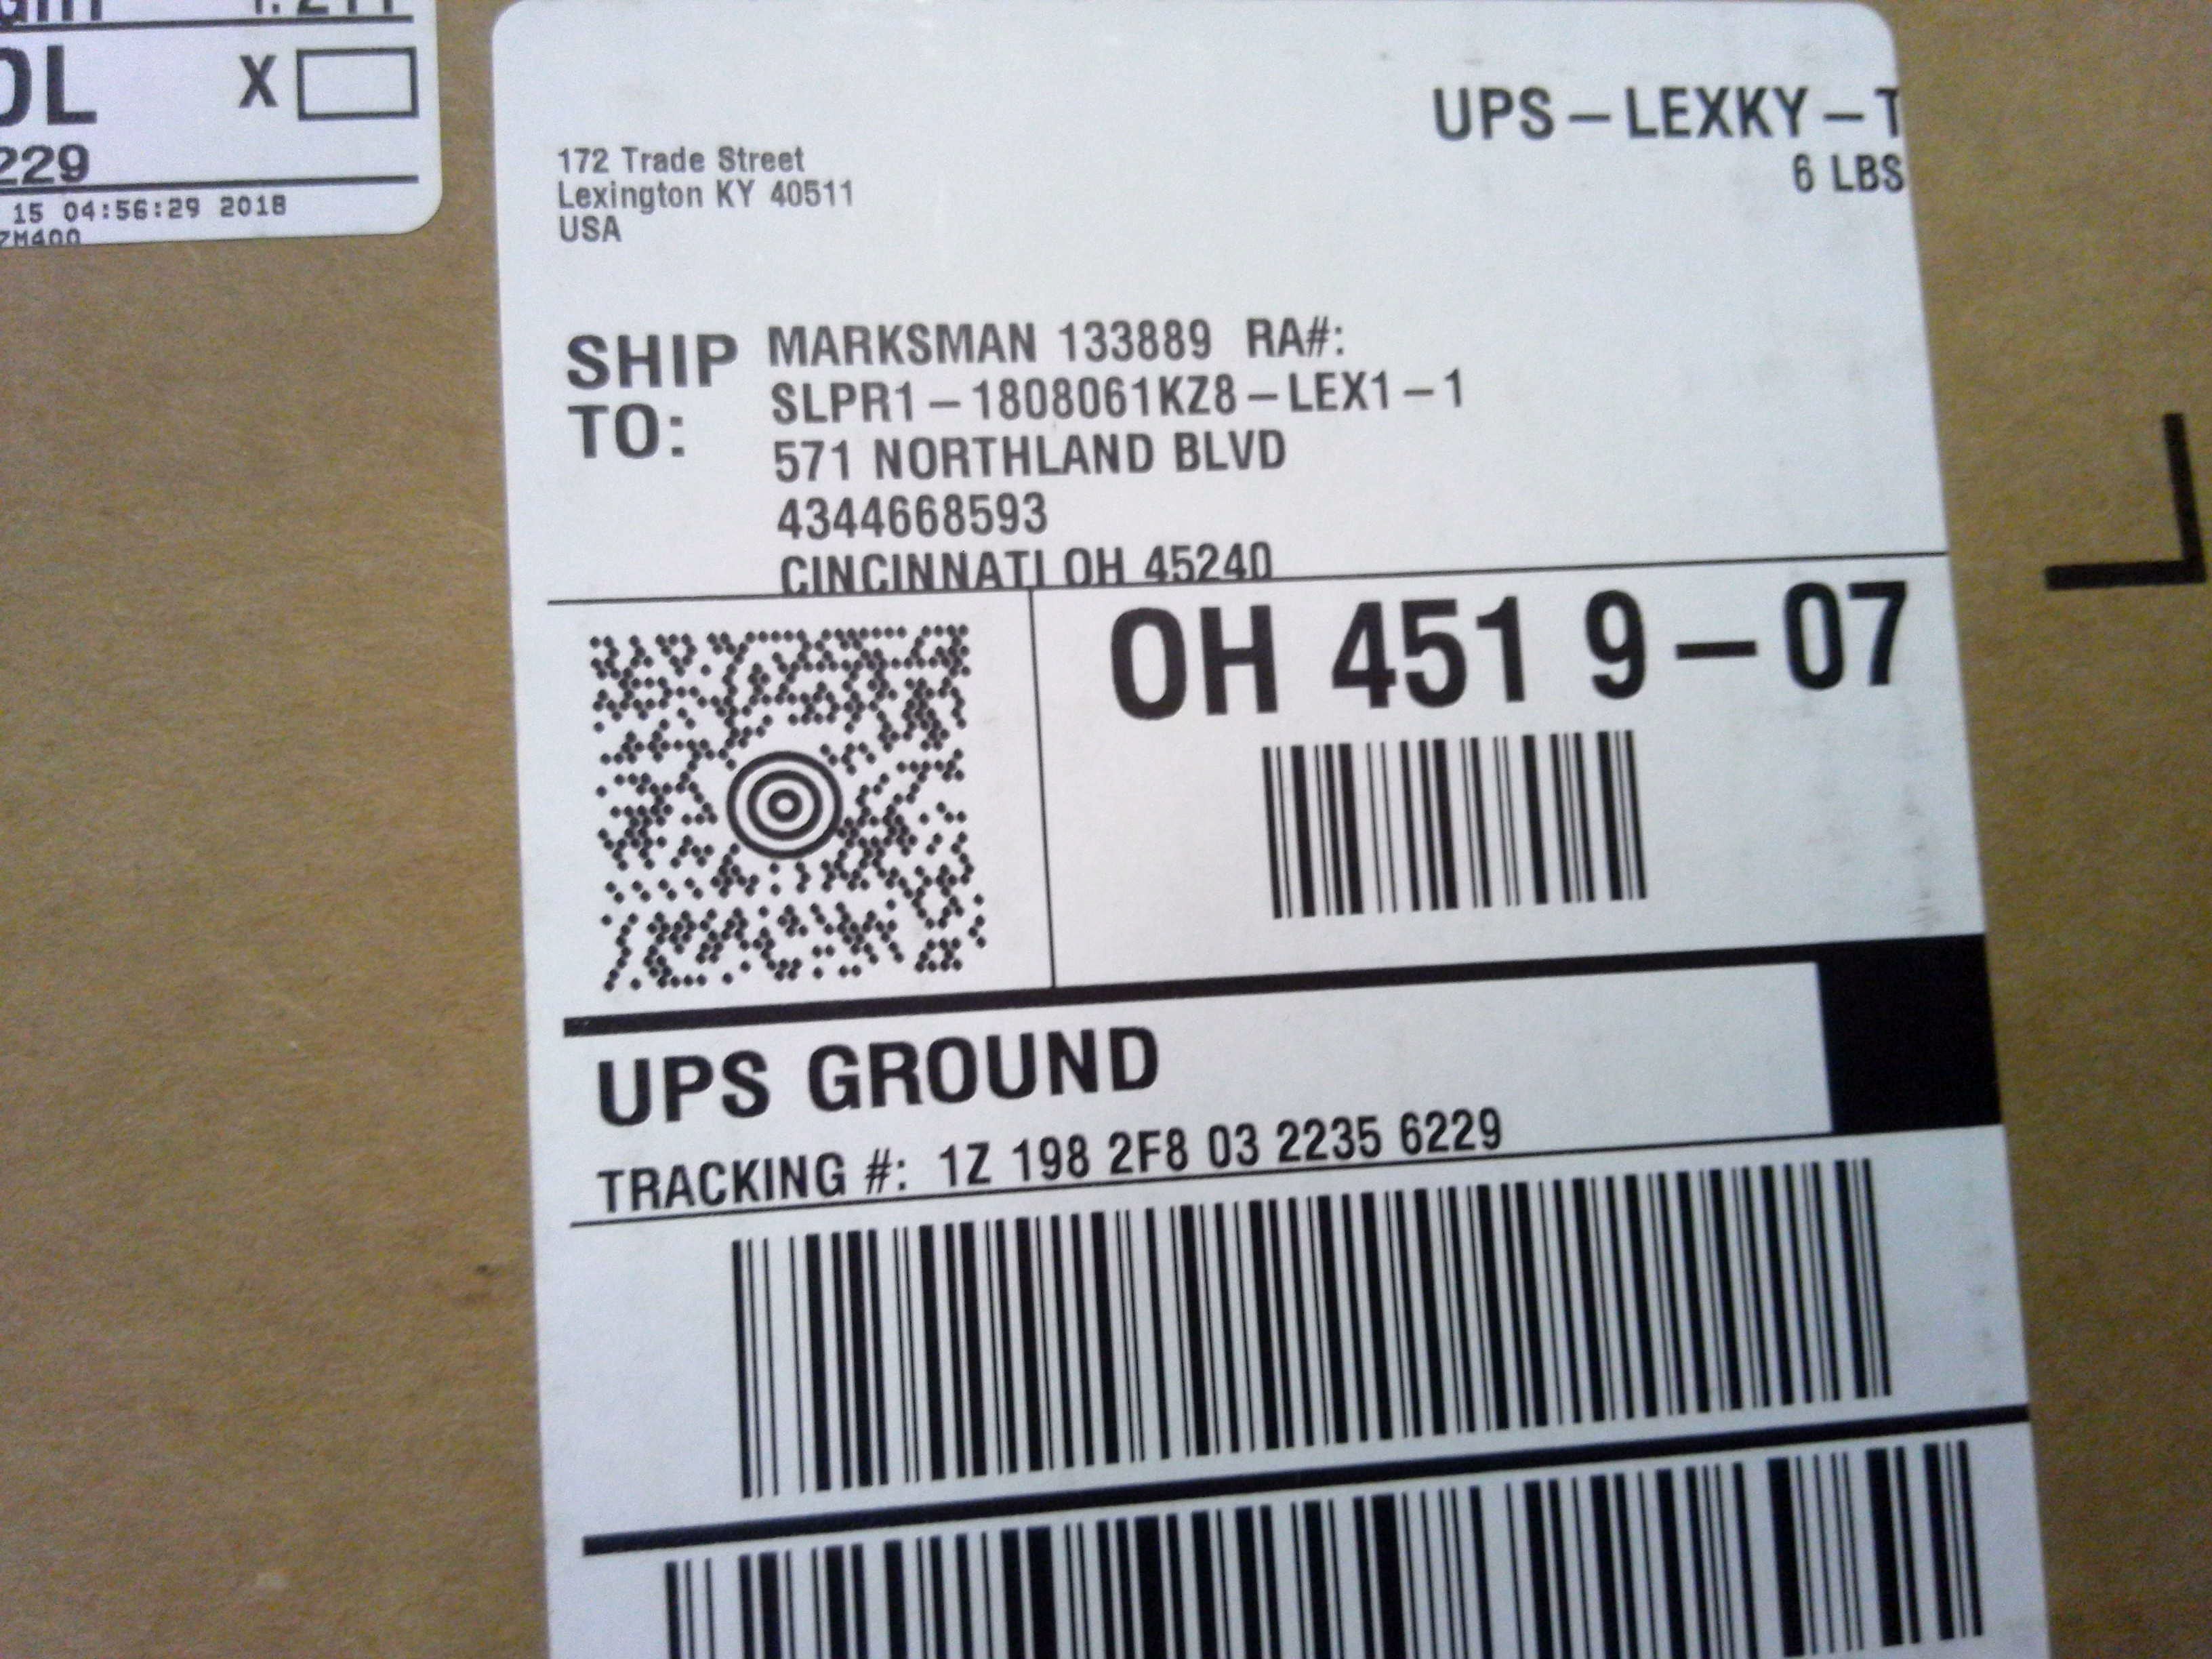 X
229
15 04:56:29 2018
ZM400
UPS – LEXKY – T
6 LBS
172 Trade Street
Lexington KY 40511
USA
SHIP TO:
MARKSMAN 133889 RA#:
SLPR1 – 1808061KZ8 – LEX1 – 1
571 NORTHLAND BLVD
4344668593
CINCINNATI OH 45240
OH 451 9 – 07
UPS GROUND
TRACKING #: 1Z 198 2F8 03 2235 6229